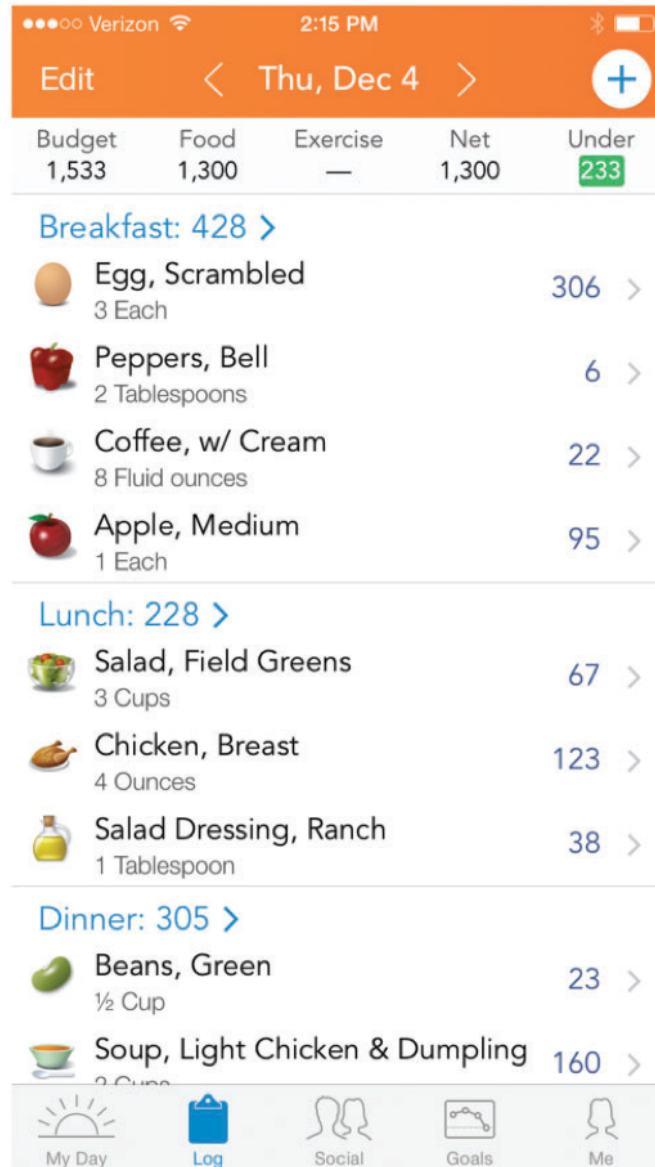 Verizon 2:15 PM
Edit < Thu, Dec 4 > +
Budget Food Exercise Net Under
1,533 1,300 — 1,300 233
Breakfast: 428 >
Egg, Scrambled 306 >
3 Each
Peppers, Bell 6 >
2 Tablespoons
Coffee, w/ Cream 22 >
8 Fluid ounces
Apple, Medium 95 >
1 Each
Lunch: 228 >
Salad, Field Greens 67 >
3 Cups
Chicken, Breast 123 >
4 Ounces
Salad Dressing, Ranch 38 >
1 Tablespoon
Dinner: 305 >
Beans, Green 23 >
½ Cup
Soup, Light Chicken & Dumpling 160 >
2 Cups
My Day Log Social Goals Me